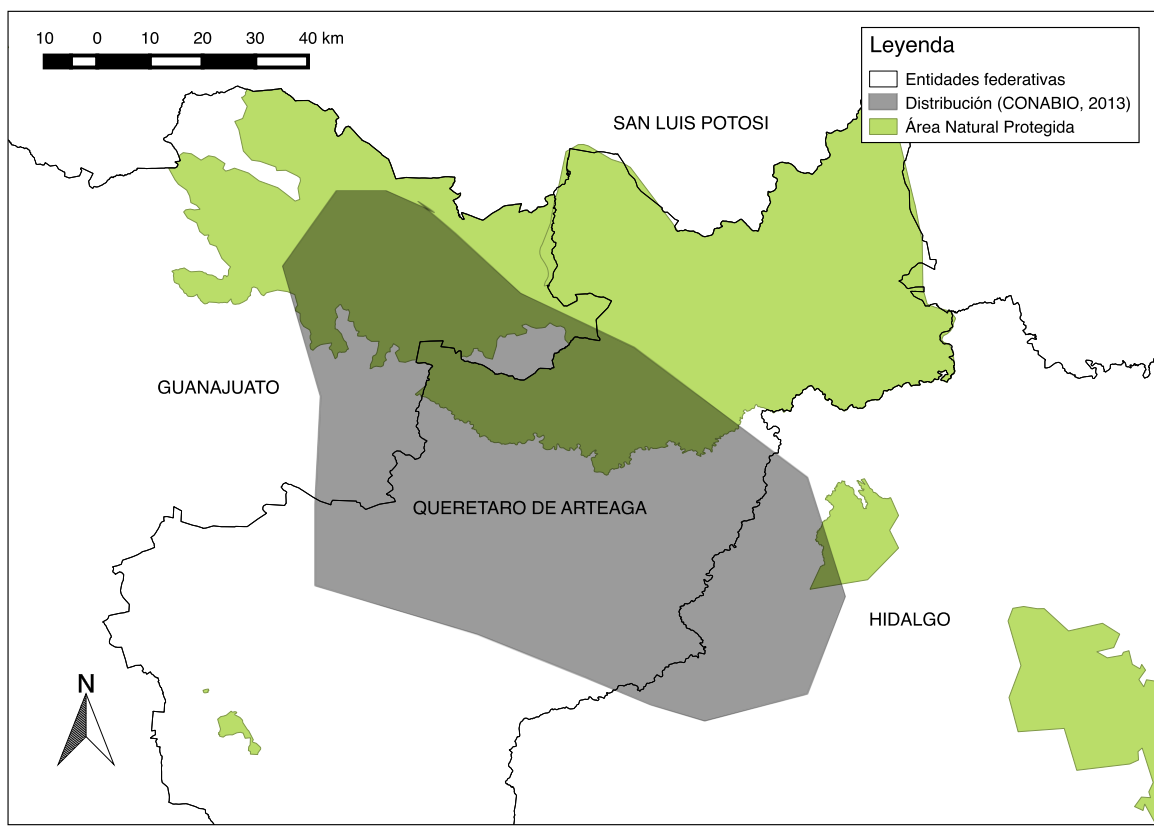 10 0 10 20 30 40 km
Leyenda
Entidades federativas
Distribución (CONABIO, 2013)
Área Natural Protegida
SAN LUIS POTOSI
GUANAJUATO
QUERETARO DE ARTEAGA
HIDALGO
N